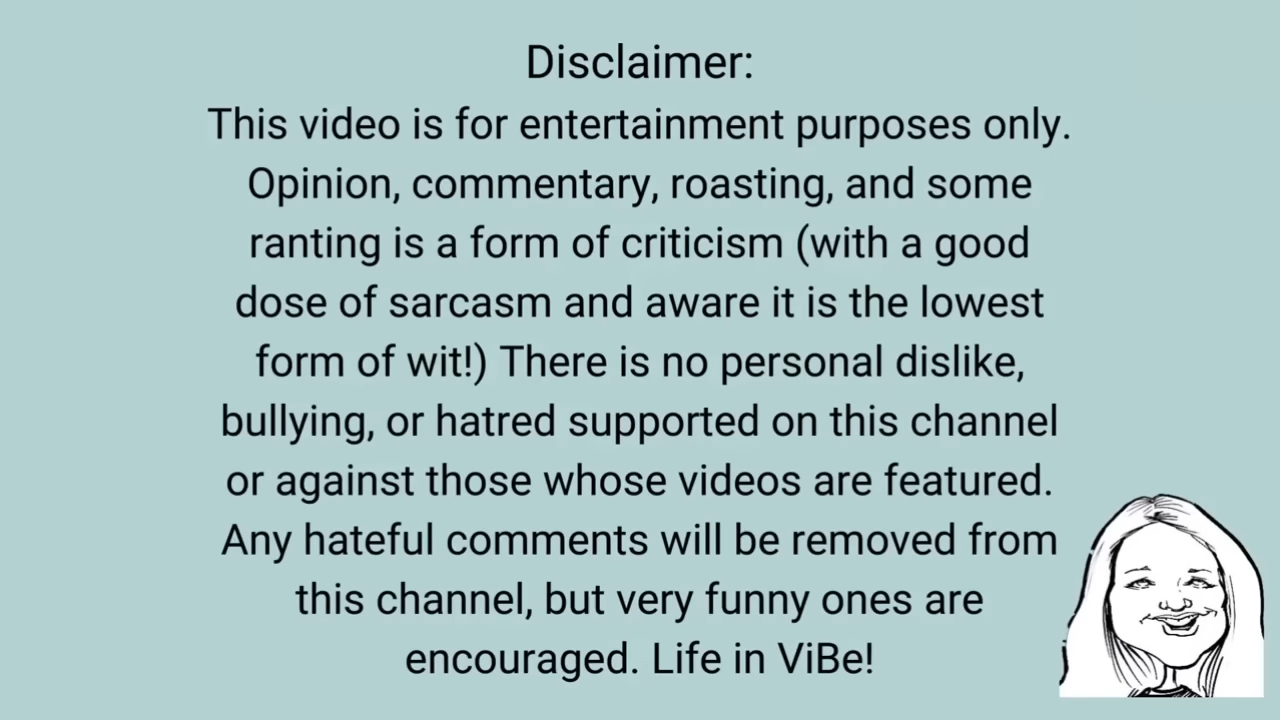 Disclaimer:
This video is for entertainment purposes only.
Opinion, commentary, roasting, and some
ranting is a form of criticism (with a good
dose of sarcasm and aware it is the lowest
form of wit!) There is no personal dislike,
bullying, or hatred supported on this channel
or against those whose videos are featured.
Any hateful comments will be removed from
this channel, but very funny ones are
encouraged. Life in ViBe!